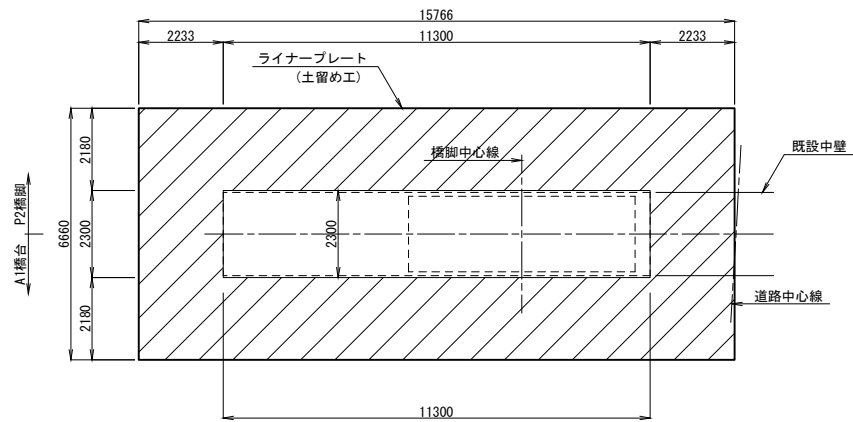 15766
2233
11300
2233
ライナープレート
(土留め工)
橋脚中心線
既設中壁
2180
2300
2180
6660
A1橋台　P2橋脚
2300
道路中心線
11300